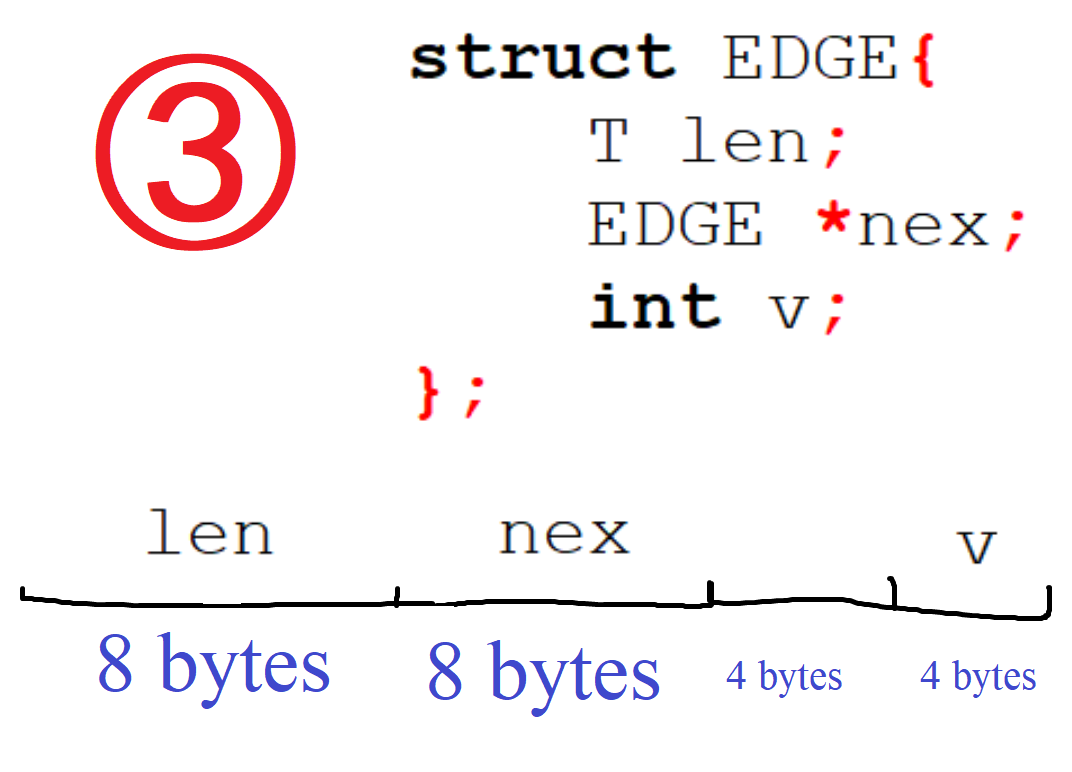 ③
struct EDGE{
T len;
EDGE *nex;
int v;
};
len nex v
8 bytes 8 bytes 4 bytes 4 bytes